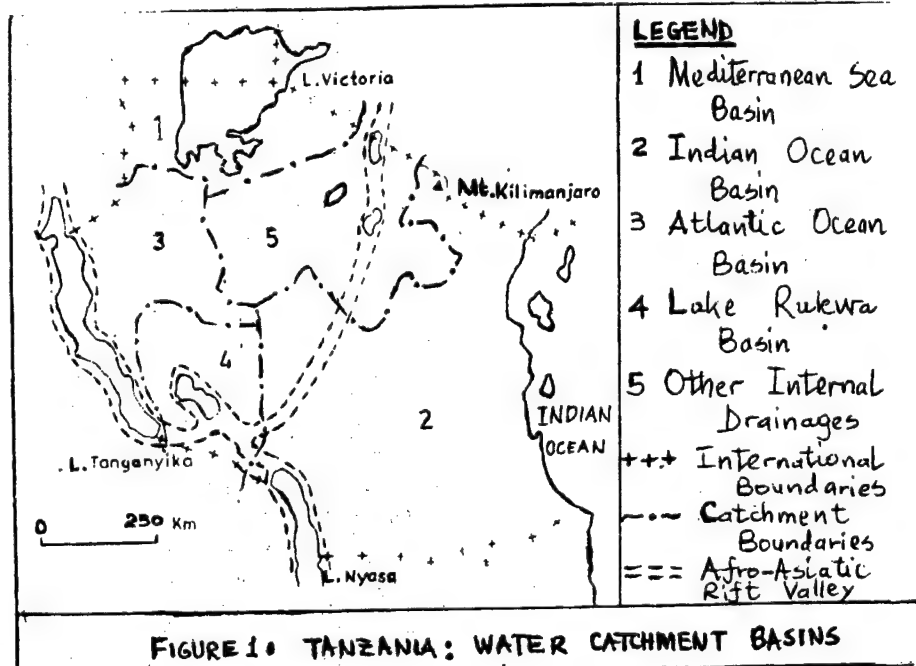 L.Victoria
1
Mt.Kilimanjaro
3
5
4
2
INDIAN
OCEAN
.L.Tanganyika
0 250 Km
L.Nyasa
LEGEND
1 Mediterranean Sea
Basin
2 Indian Ocean
Basin
3 Atlantic Ocean
Basin
4 Lake Rukwa
Basin
5 Other Internal
Drainages
+++ International
Boundaries
–·– Catchment
Boundaries
=== Afro-Asiatic
Rift Valley
FIGURE 1. TANZANIA: WATER CATCHMENT BASINS